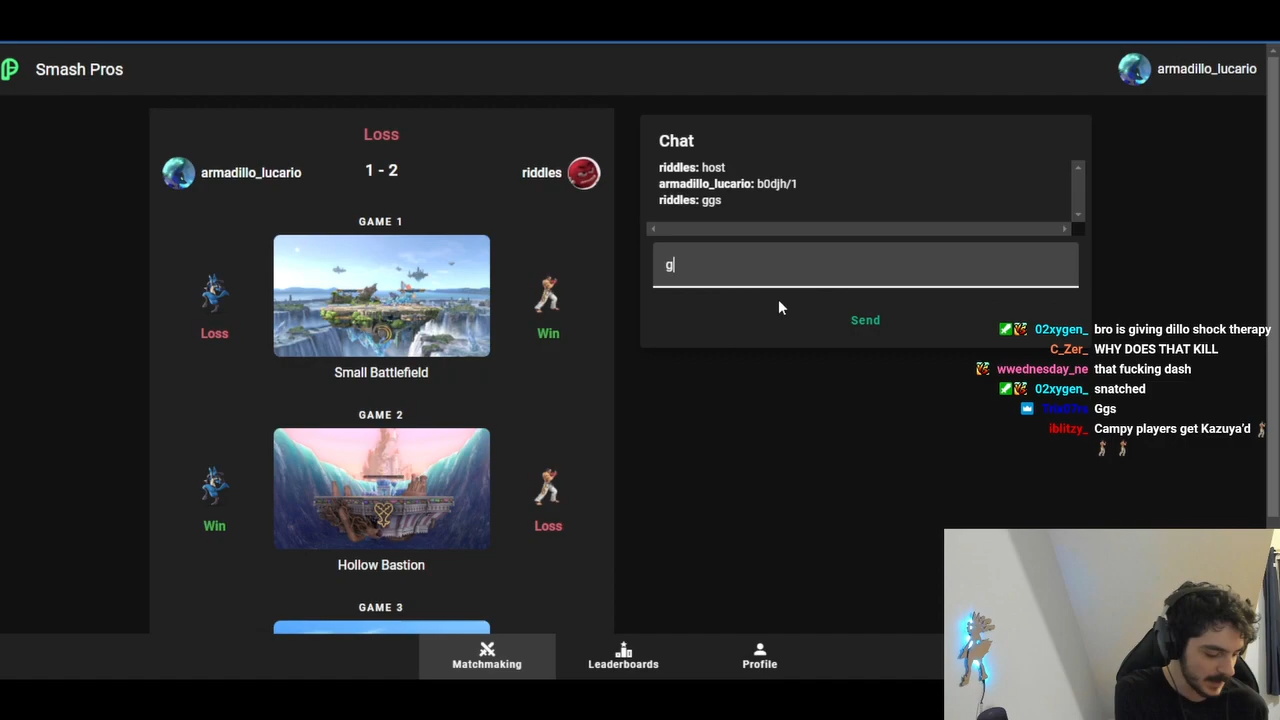 Smash Pros
armadillo_lucario
Loss
armadillo_lucario
1 - 2
riddles
GAME 1
Loss
Win
Small Battlefield
GAME 2
Win
Loss
Hollow Bastion
GAME 3
Chat
riddles: host
armadillo_lucario: b0djh/1
riddles: ggs
g
Send
02xygen_ bro is giving dillo shock therapy
C_Zer_ WHY DOES THAT KILL
wwednesday_ne that fucking dash
02xygen_ snatched
Ggs
iblitzy_ Campy players get Kazuya'd
Matchmaking
Leaderboards
Profile